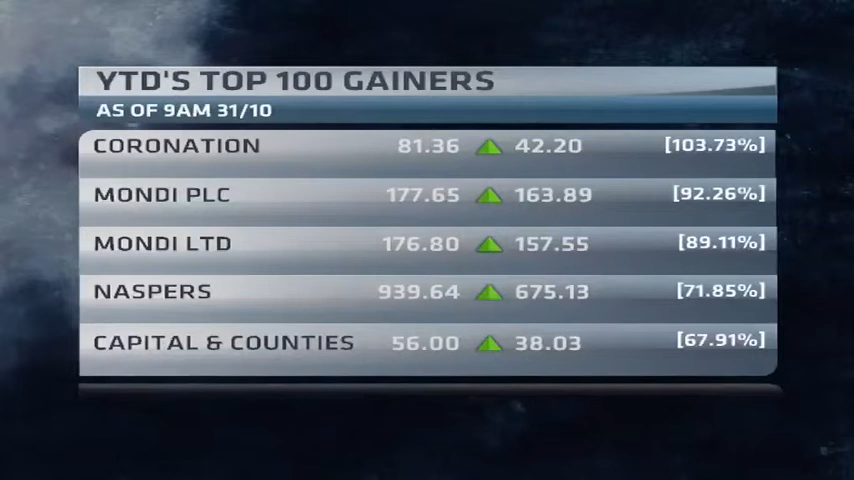 YTD'S TOP 100 GAINERS
AS OF 9AM 31/10
CORONATION 81.36 42.20 [103.73%]
MONDI PLC 177.65 163.89 [92.26%]
MONDI LTD 176.80 157.55 [89.11%]
NASPERS 939.64 675.13 [71.85%]
CAPITAL & COUNTIES 56.00 38.03 [67.91%]